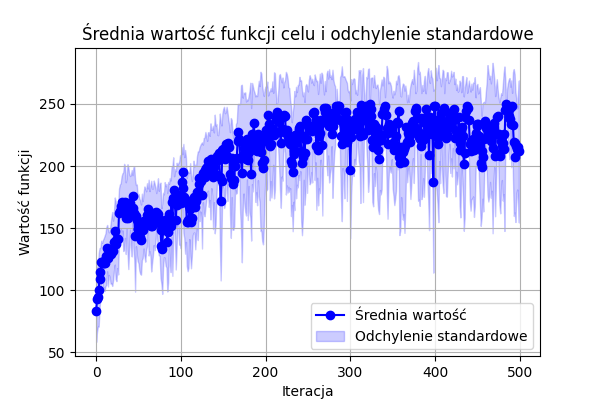 Średnia wartość funkcji celu i odchylenie standardowe
Wartość funkcji
250
200
150
100
50
0
100
200
300
400
500
Iteracja
Średnia wartość
Odchylenie standardowe